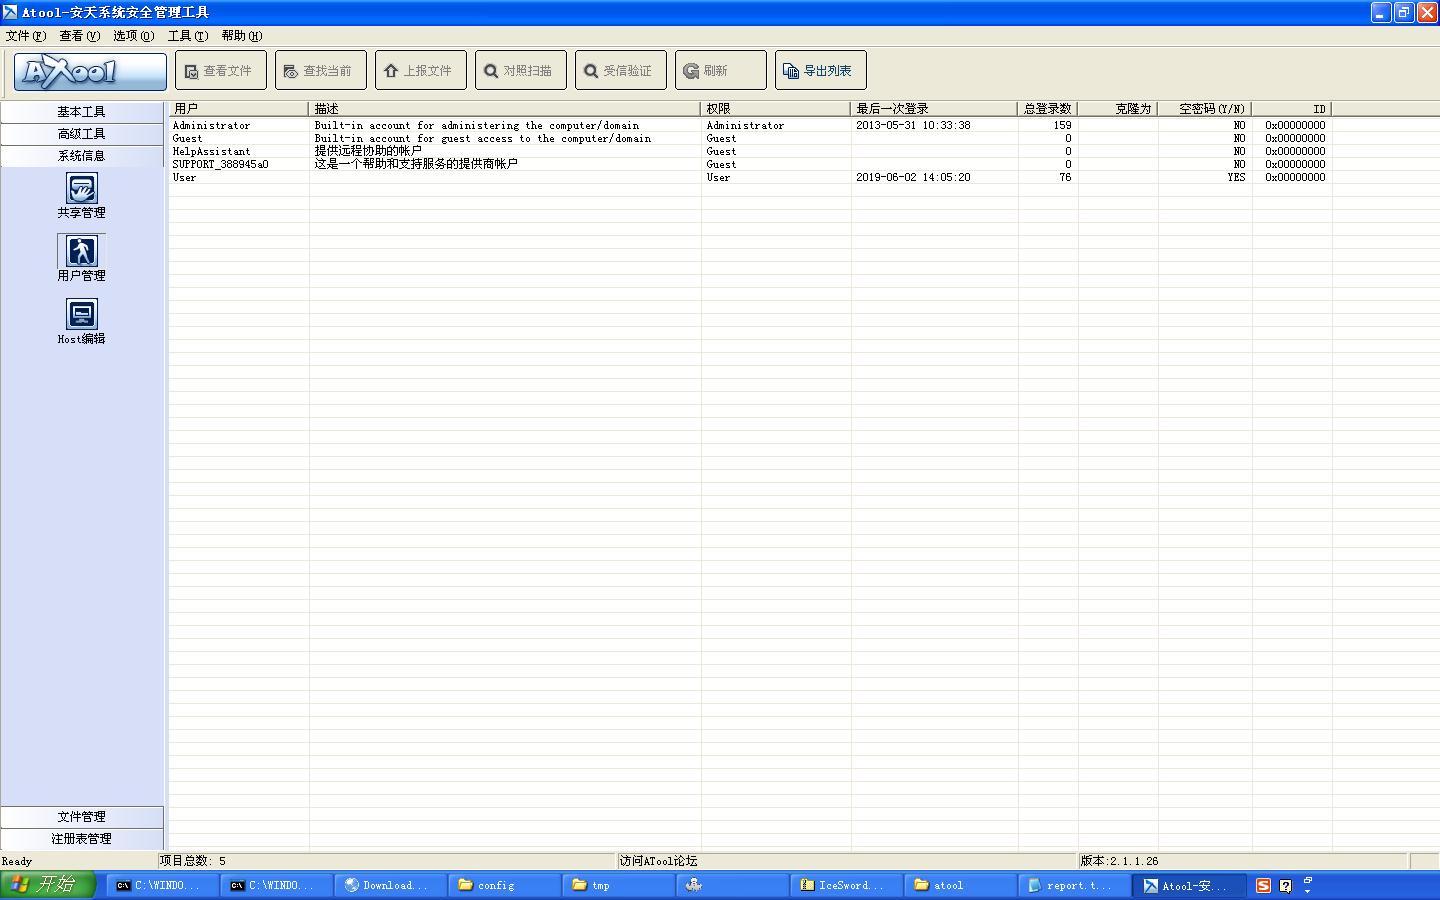 Atool-安天系统安全管理工具
文件(F) 查看(V) 选项(O) 工具(T) 帮助(H)
ATool 查看文件 查找当前 上报文件 对照扫描 受信验证 刷新 导出列表
基本工具
高级工具
系统信息
共享管理
用户管理
Host编辑
文件管理
注册表管理
用户 描述 权限 最后一次登录 总登录数 克隆为 空密码(Y/N) ID
Administrator Built-in account for administering the computer/domain Administrator 2013-05-31 10:33:38 159 NO 0x00000000
Guest Built-in account for guest access to the computer/domain Guest 0 NO 0x00000000
HelpAssistant 提供远程协助的帐户 Guest 0 NO 0x00000000
SUPPORT_388945a0 这是一个帮助和支持服务的提供商帐户 Guest 0 NO 0x00000000
User User 2019-06-02 14:05:20 76 YES 0x00000000
Ready 项目总数: 5 访问ATool论坛 版本:2.1.1.26
开始 C:\WINDO... C:\WINDO... Download... config tmp IceSword... atool report.t... Atool-安...